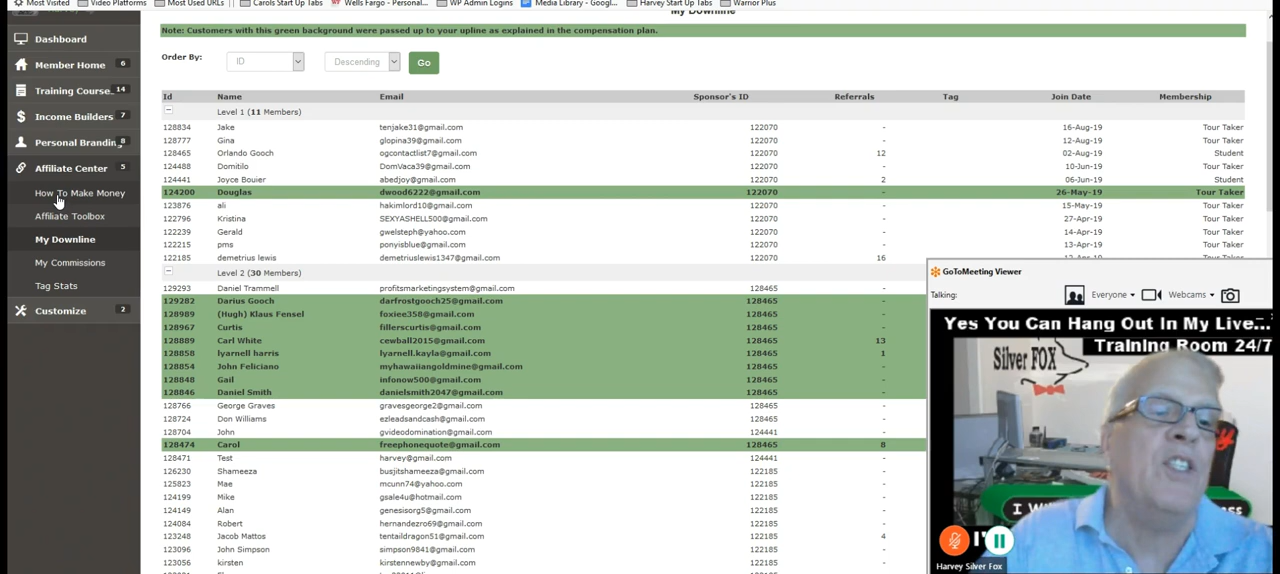 Most Visited Video Platforms Most Used URLs Carols Start Up Tabs Wells Fargo - Personal... WP Admin Logins Media Library - Googl... Harvey Start Up Tabs Warrior Plus
My Downline
Note: Customers with this green background were passed up to your upline as explained in the compensation plan.
Order By: ID Descending Go
Dashboard
Member Home 6
Training Course 14
Income Builders 7
Personal Branding 8
Affiliate Center 5
How To Make Money
Affiliate Toolbox
My Downline
My Commissions
Tag Stats
Customize 2
Id Name Email Sponsor's ID Referrals Tag Join Date Membership
Level 1 (11 Members)
128834 Jake tenjake31@gmail.com 122070 - 16-Aug-19 Tour Taker
128777 Gina glopina39@gmail.com 122070 - 12-Aug-19 Tour Taker
128465 Orlando Gooch ogcontactlist7@gmail.com 122070 12 02-Aug-19 Student
124488 Domitilo DomVaca39@gmail.com 122070 - 10-Jun-19 Tour Taker
124441 Joyce Bouier abedjoy@gmail.com 122070 2 06-Jun-19 Student
124200 Douglas dwood6222@gmail.com 122070 - 26-May-19 Tour Taker
123876 ali hakimlord10@gmail.com 122070 - 15-May-19 Tour Taker
122796 Kristina SEXYASHELL500@gmail.com 122070 - 27-Apr-19 Tour Taker
122239 Gerald gwelsteph@yahoo.com 122070 - 14-Apr-19 Tour Taker
122215 pms ponyisblue@gmail.com 122070 - 13-Apr-19 Tour Taker
122185 demetrius lewis demetriuslewis1347@gmail.com 122070 16 12-Apr-19 Tour Taker
Level 2 (30 Members)
129293 Daniel Trammell profitsmarketingsystem@gmail.com 128465 -
129282 Darius Gooch darfrostgooch25@gmail.com 128465 -
128989 (Hugh) Klaus Fensel foxiee358@gmail.com 128465 -
128967 Curtis fillerscurtis@gmail.com 128465 -
128889 Carl White cewball2015@gmail.com 128465 13
128858 lyarnell harris lyarnell.kayla@gmail.com 128465 1
128854 John Feliciano myhawaiiangoldmine@gmail.com 128465 -
128848 Gail infonow500@gmail.com 128465 -
128846 Daniel Smith danielsmith2047@gmail.com 128465 -
128766 George Graves gravesgeorge2@gmail.com 128465 -
128724 Don Williams ezleadsandcash@gmail.com 128465 -
128704 John gvideodomination@gmail.com 124441 -
128474 Carol freephonequote@gmail.com 128465 8
128471 Test harvey@gmail.com 124441 -
126230 Shameeza busjitshameeza@gmail.com 122185 -
125823 Mae mcunn74@yahoo.com 122185 -
124199 Mike gsale4u@hotmail.com 122185 -
124149 Alan genesisorg5@gmail.com 122185 -
124084 Robert hernandezro69@gmail.com 122185 -
123248 Jacob Mattos tentaildragon51@gmail.com 122185 4
123096 John Simpson simpson9841@gmail.com 122185 -
123056 kirsten kirstennewby@gmail.com 122185 -
GoToMeeting Viewer
Talking: Everyone Webcams
Yes You Can Hang Out In My Live...
Training Room 24/7
Silver FOX
Harvey Silver Fox